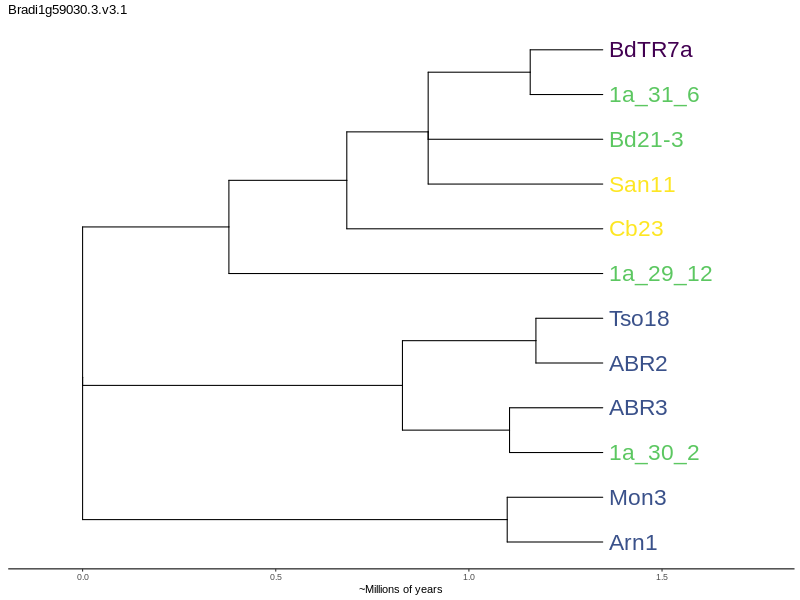 Bradi1g59030.3.v3.1
BdTR7a
1a_31_6
Bd21-3
San11
Cb23
1a_29_12
Tso18
ABR2
ABR3
1a_30_2
Mon3
Arn1
0.0 0.5 1.0 1.5
~Millions of years